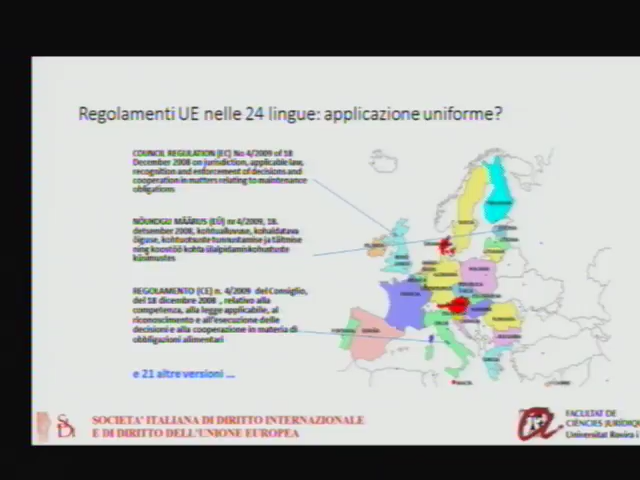 Regolamenti UE nelle 24 lingue: applicazione uniforme?
COUNCIL REGULATION (EC) No 4/2009 of 18
December 2008 on jurisdiction, applicable law,
recognition and enforcement of decisions and
cooperation in matters relating to maintenance
obligations
NÕUKOGU MÄÄRUS (EÜ) nr 4/2009, 18.
detsember 2008, kohtualluvuse, kohaldatava
õiguse, kohtuotsuste tunnustamise ja täitmise
ning koostöö kohta ülalpidamiskohustuste
küsimustes
REGOLAMENTO (CE) n. 4/2009 del Consiglio,
del 18 dicembre 2008 , relativo alla
competenza, alla legge applicabile, al
riconoscimento e all'esecuzione delle
decisioni e alla cooperazione in materia di
obbligazioni alimentari
e 21 altre versioni ...
SOCIETA' ITALIANA DI DIRITTO INTERNAZIONALE
E DI DIRITTO DELL'UNIONE EUROPEA
FACULTAT DE
CIÈNCIES JURÍDIQU
Universitat Rovira i